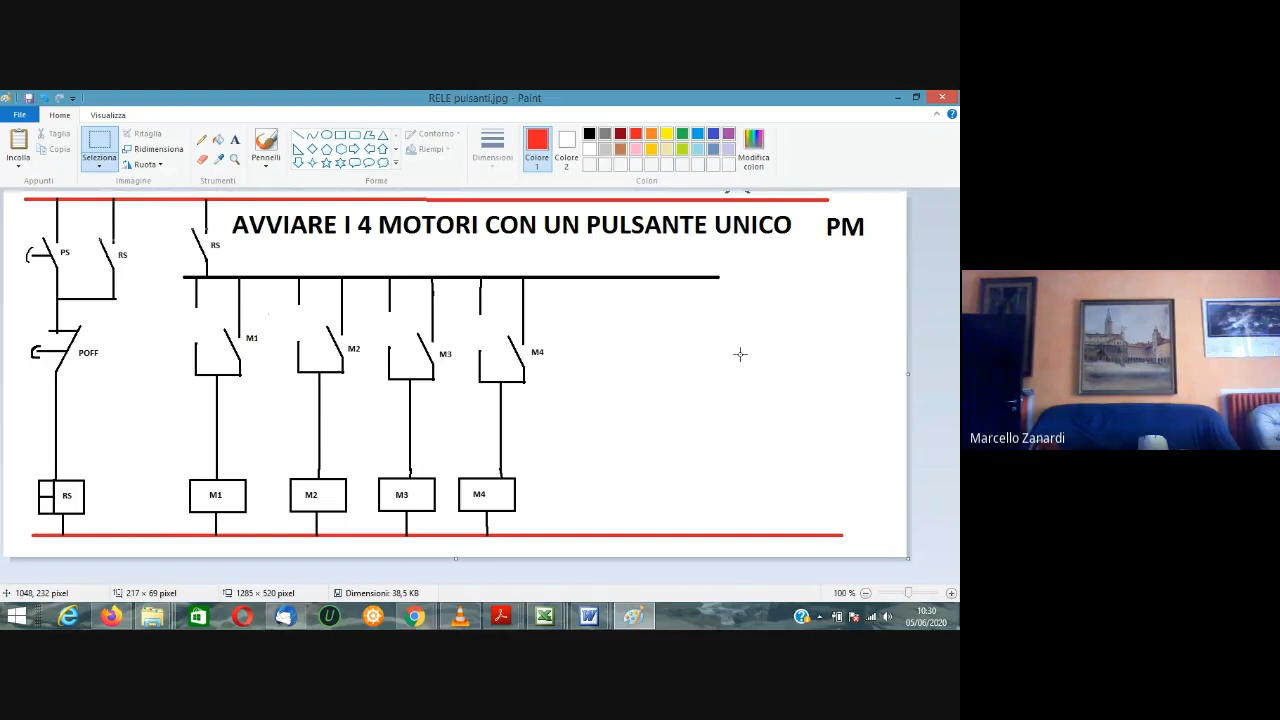 RELE pulsanti.jpg - Paint
File Home Visualizza
Incolla
Taglia
Copia
Appunti
Seleziona
Ritaglia
Ridimensiona
Ruota
Immagine
Strumenti
Pennelli
Contorno
Riempi
Forme
Dimensioni
Colore 1
Colore 2
Modifica colori
Colori
AVVIARE I 4 MOTORI CON UN PULSANTE UNICO PM
PS RS RS
POFF M1 M2 M3 M4
RS M1 M2 M3 M4
Marcello Zanardi
1048, 232 pixel 217 × 69 pixel 1285 × 520 pixel Dimensioni: 38,5 KB 100 %
10:30
05/06/2020